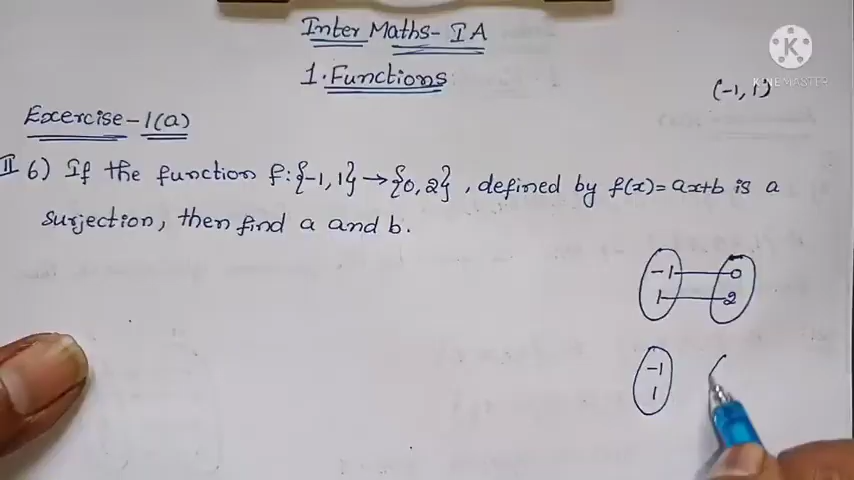 Inter Maths- IA
1. Functions
(-1, 1)
K
KINEMASTER
Exercise-1(a)
II 6) If the function f:{-1, 1} → {0, 2}, defined by f(x)= ax+b is a
surjection, then find a and b.
-1 0
1 2
-1
1